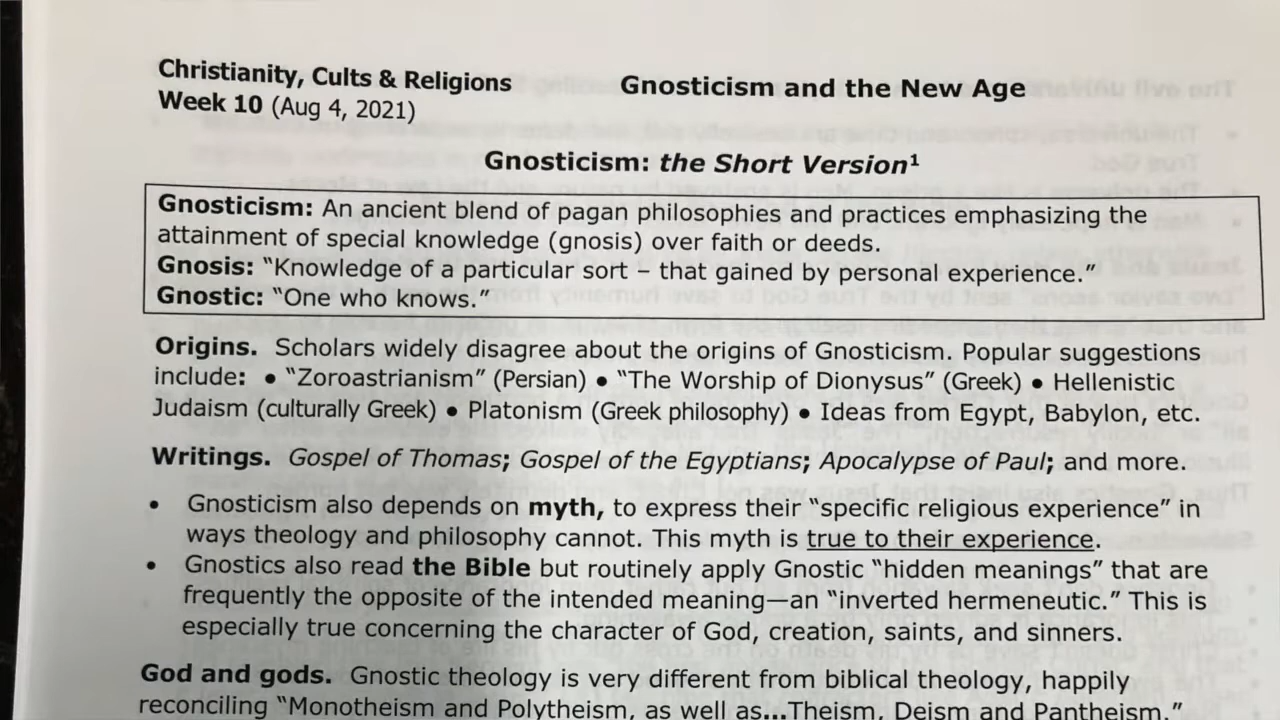 Christianity, Cults & Religions
Gnosticism and the New Age
Week 10 (Aug 4, 2021)
Gnosticism: the Short Version¹
Gnosticism: An ancient blend of pagan philosophies and practices emphasizing the
attainment of special knowledge (gnosis) over faith or deeds.
Gnosis: “Knowledge of a particular sort – that gained by personal experience.”
Gnostic: “One who knows.”
Origins. Scholars widely disagree about the origins of Gnosticism. Popular suggestions
include: • “Zoroastrianism” (Persian) • “The Worship of Dionysus” (Greek) • Hellenistic
Judaism (culturally Greek) • Platonism (Greek philosophy) • Ideas from Egypt, Babylon, etc.
Writings. Gospel of Thomas; Gospel of the Egyptians; Apocalypse of Paul; and more.
• Gnosticism also depends on myth, to express their “specific religious experience” in
ways theology and philosophy cannot. This myth is true to their experience.
• Gnostics also read the Bible but routinely apply Gnostic “hidden meanings” that are
frequently the opposite of the intended meaning—an “inverted hermeneutic.” This is
especially true concerning the character of God, creation, saints, and sinners.
God and gods. Gnostic theology is very different from biblical theology, happily
reconciling “Monotheism and Polytheism, as well as...Theism, Deism and Pantheism.”